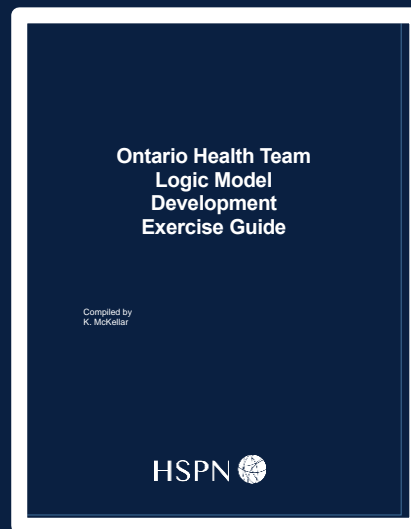 Ontario Health Team
Logic Model
Development
Exercise Guide
Compiled by
K. McKellar
HSPN